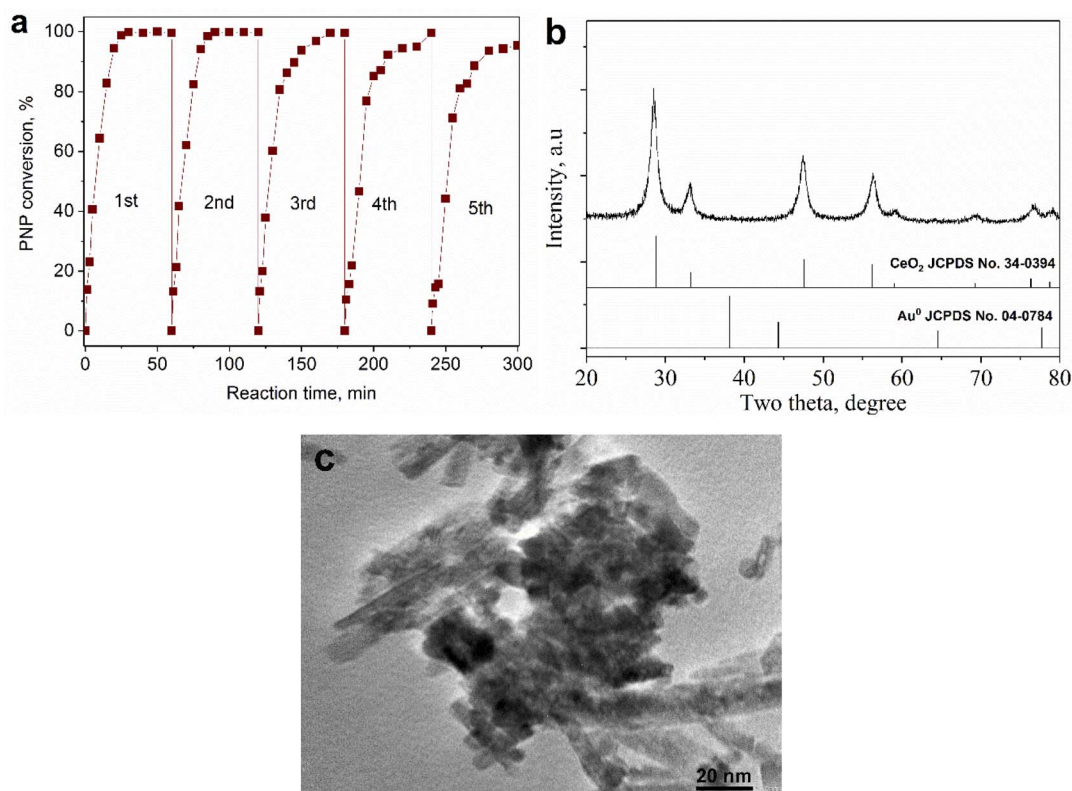 a
PNP conversion, %
100
80
60
40
20
0
1st
2nd
3rd
4th
5th
0
50
100
150
200
250
300
Reaction time, min
b
Intensity, a.u
CeO₂ JCPDS No. 34-0394
Au⁰ JCPDS No. 04-0784
20
30
40
50
60
70
80
Two theta, degree
c
20 nm